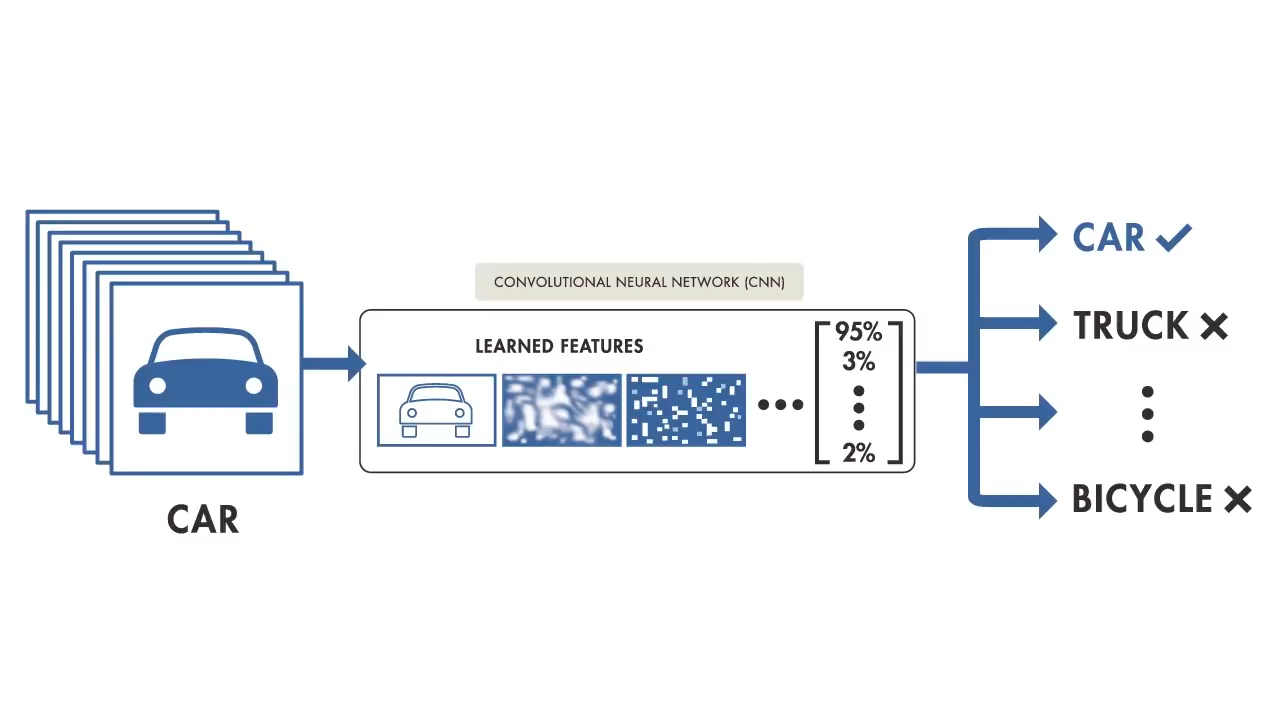 CAR
CONVOLUTIONAL NEURAL NETWORK (CNN)
LEARNED FEATURES
95%
3%
2%
CAR
TRUCK
BICYCLE